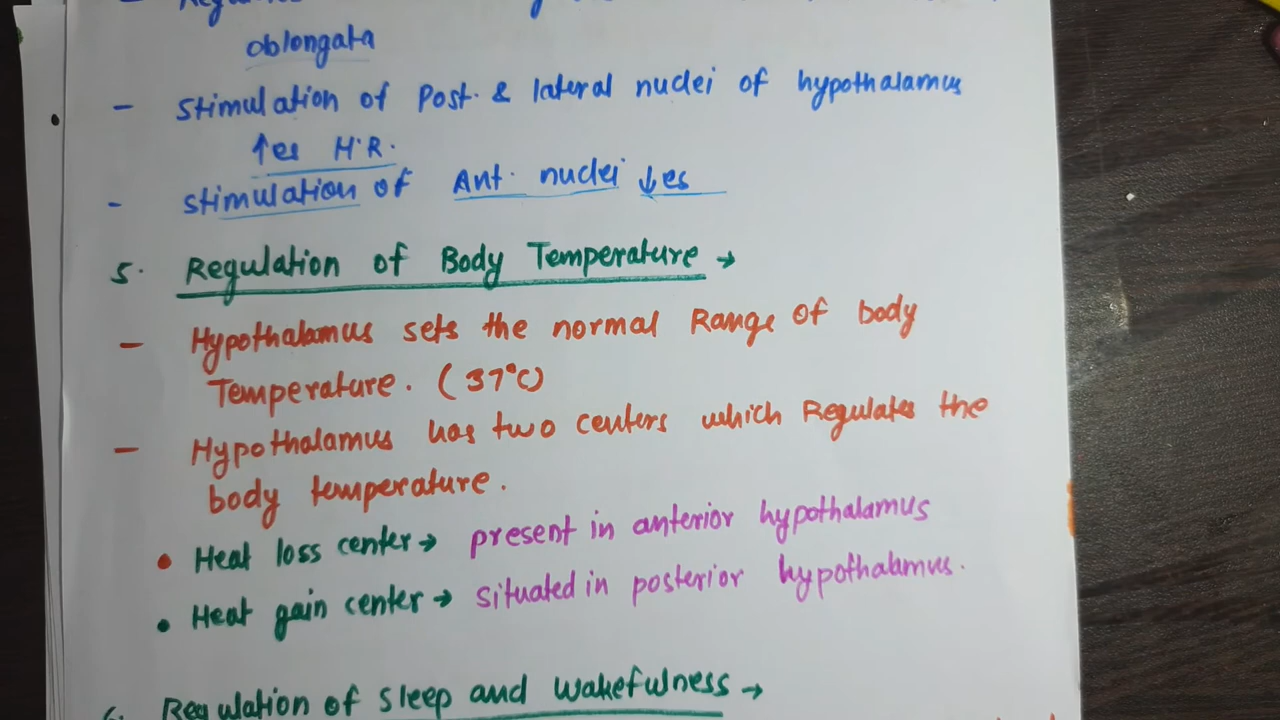 oblongata
- Stimulation of Post. & lateral nuclei of hypothalamus
↑es H.R.
- stimulation of Ant. nuclei ↓es
5. Regulation of Body Temperature →
- Hypothalamus sets the normal Range of body
Temperature. (37°C)
- Hypothalamus has two centers which Regulates the
body temperature.
• Heat loss center → present in anterior hypothalamus
• Heat gain center → situated in posterior hypothalamus.
6. Regulation of Sleep and Wakefulness →